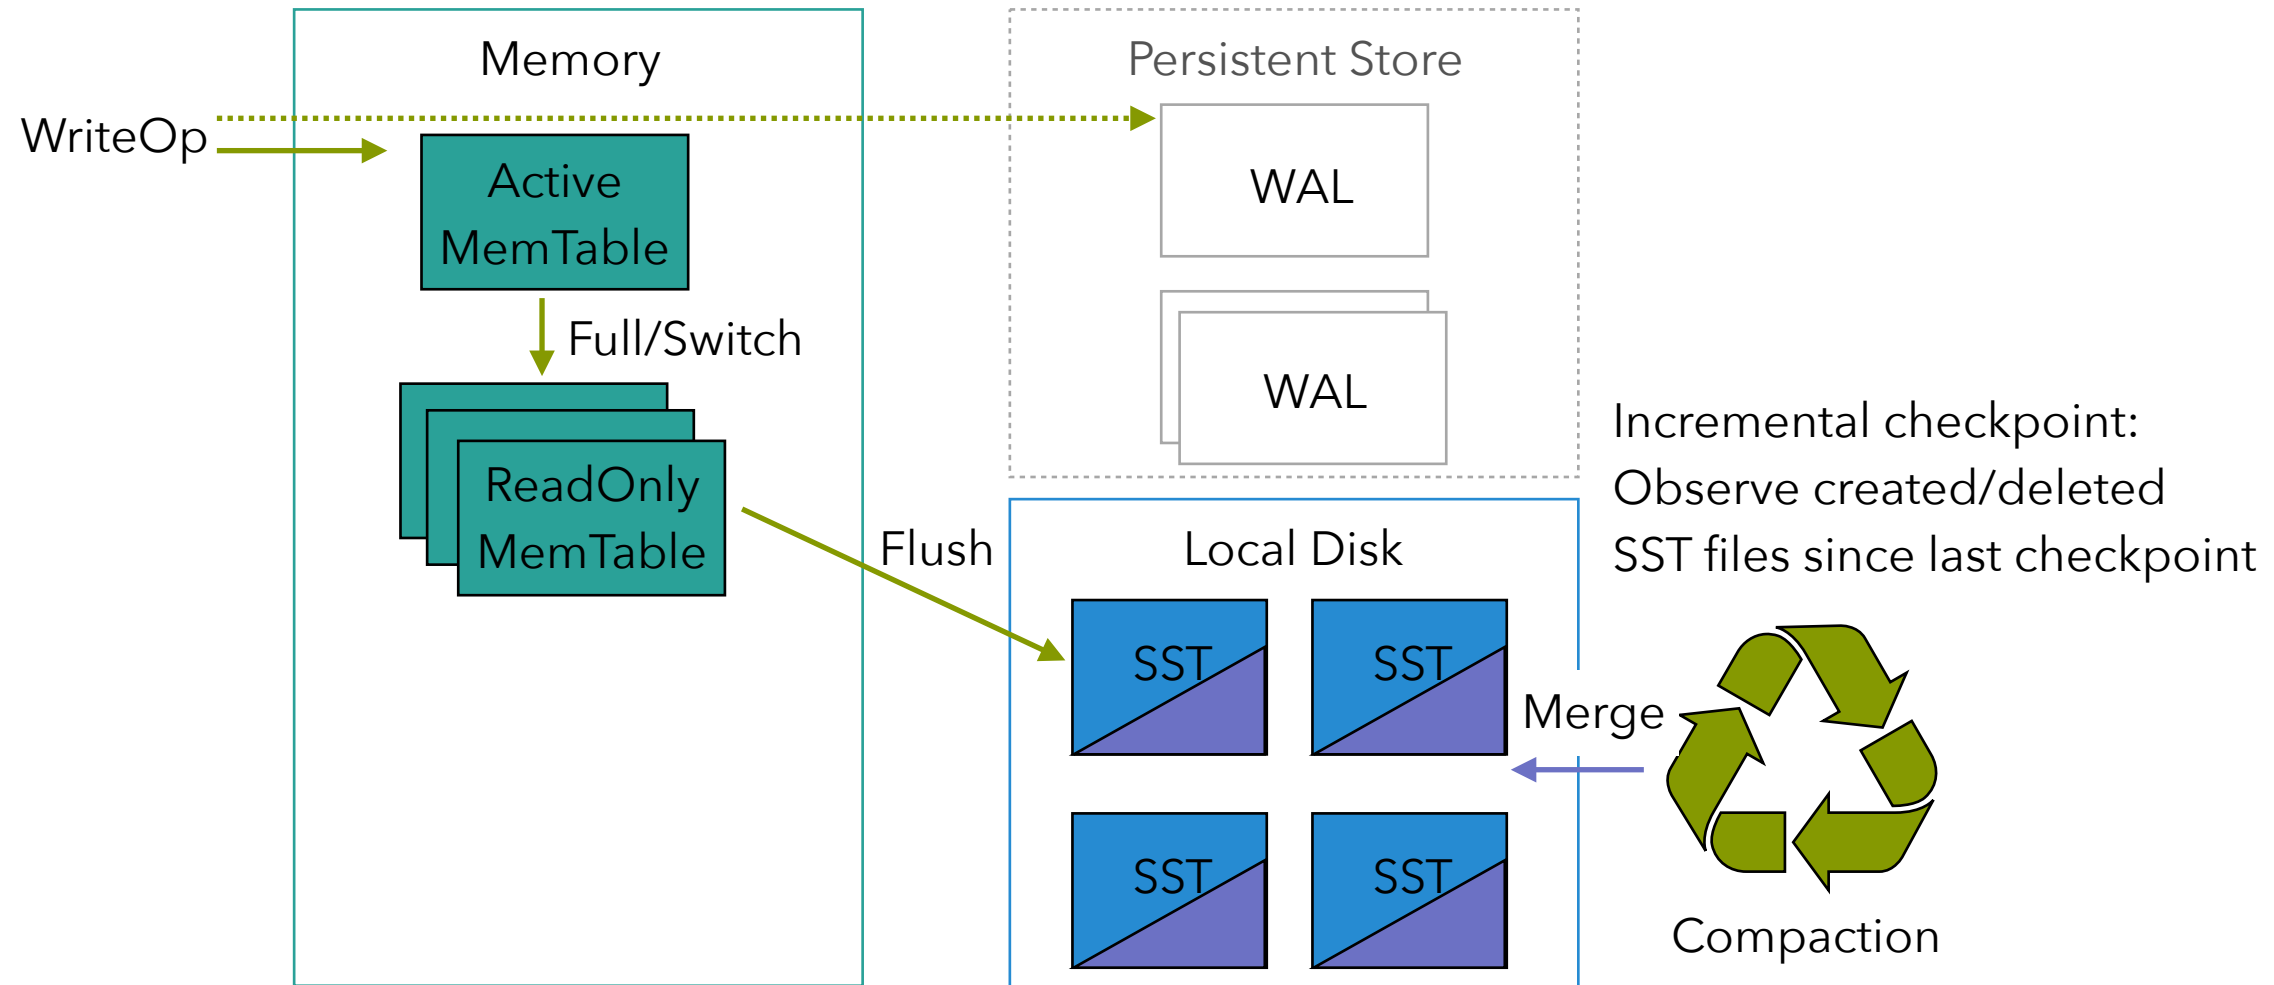 Memory
Persistent Store
WriteOp
Active
MemTable
WAL
Full/Switch
WAL
ReadOnly
MemTable
Incremental checkpoint:
Observe created/deleted
SST files since last checkpoint
Flush
Local Disk
SST
SST
Merge
SST
SST
Compaction